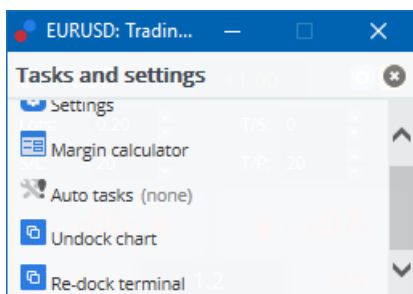 EURUSD: Tradin...
Tasks and settings
Settings
Margin calculator
Auto tasks (none)
Undock chart
Re-dock terminal